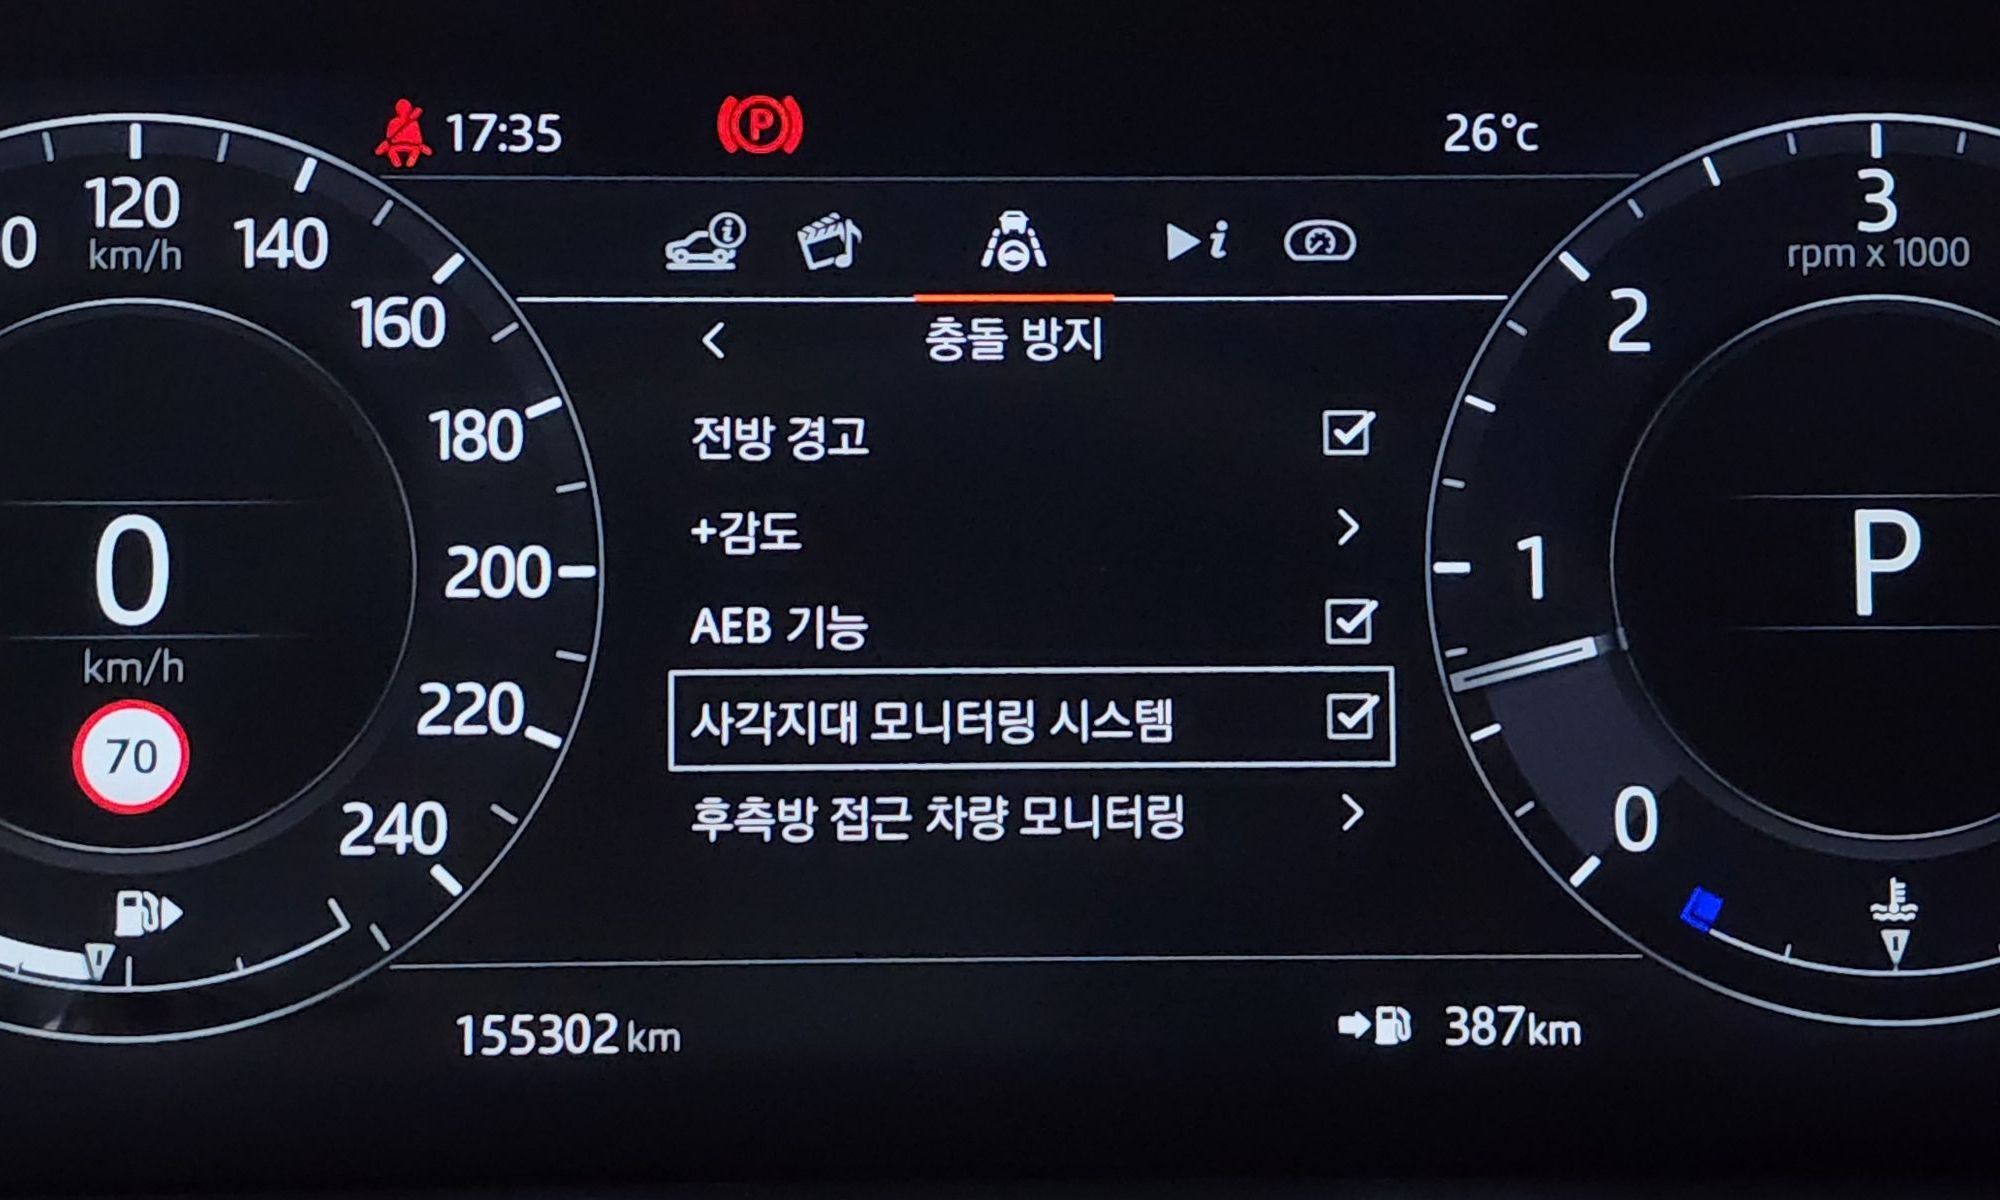 17:35
P
26°c
120
km/h
140
160
180
200
220
240
0
km/h
70
i
충돌 방지
전방 경고
+감도
AEB 기능
사각지대 모니터링 시스템
후측방 접근 차량 모니터링
3
rpm x 1000
2
1
0
P
155302 km
387km